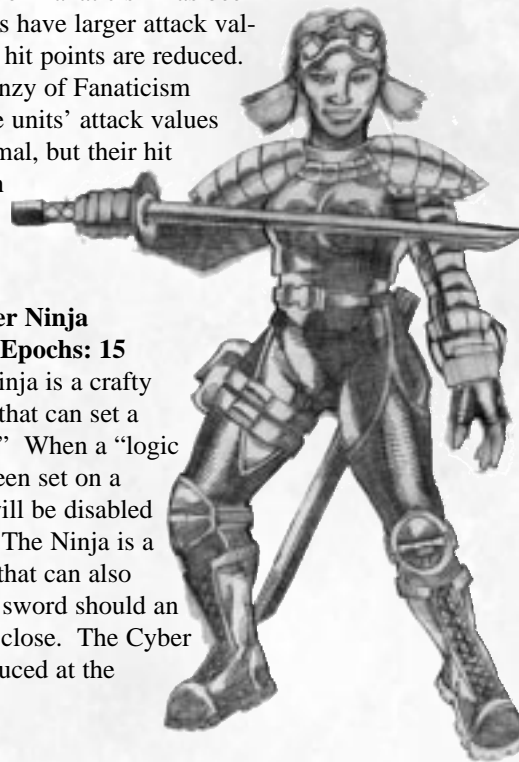 s have larger attack val-
hit points are reduced.
nzy of Fanaticism
e units’ attack values
mal, but their hit
er Ninja
Epochs: 15
inja is a crafty
that can set a
” When a “logic
een set on a
vill be disabled
The Ninja is a
that can also
sword should an
close. The Cyber
uced at the